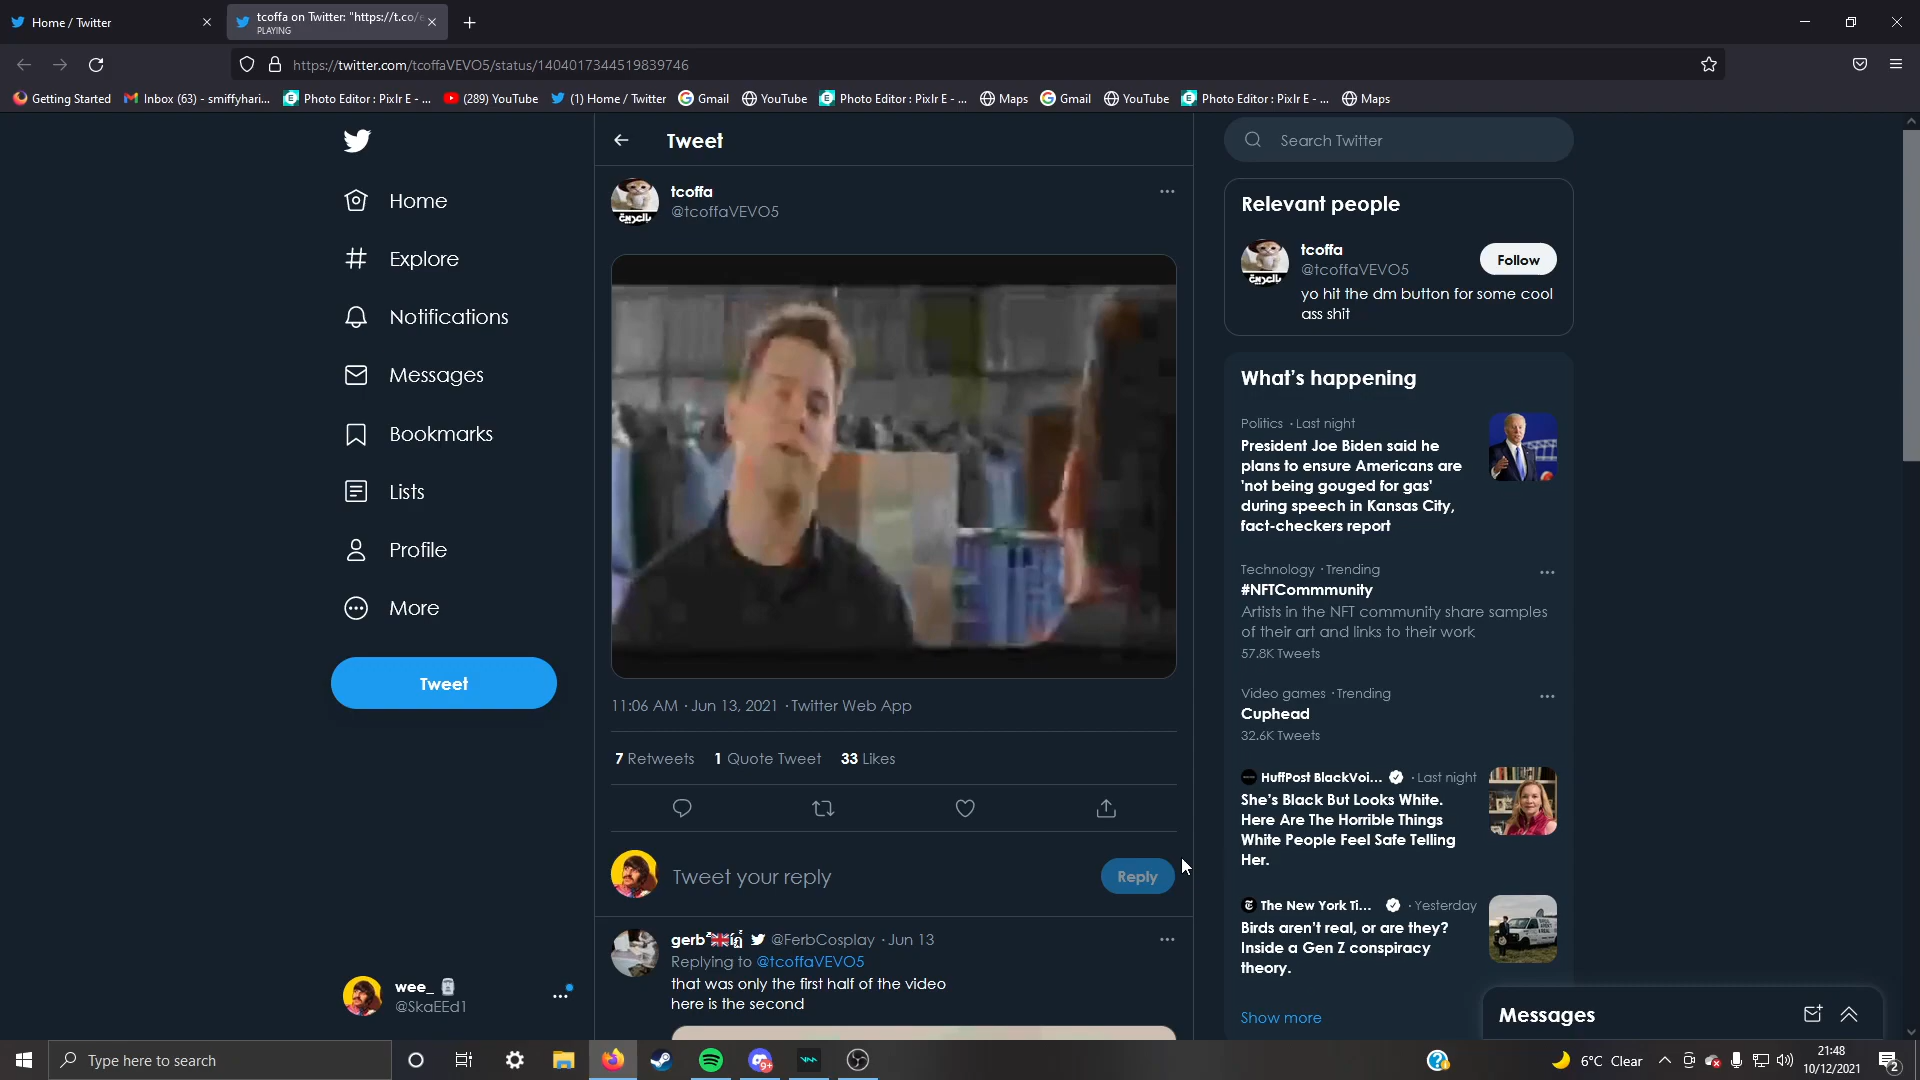 Home / Twitter
tcoffa on Twitter: "https://t.co/e
PLAYING
https://twitter.com/tcoffaVEVO5/status/1404017344519839746
Getting Started
Inbox (63) - smiffyhari...
Photo Editor : Pixlr E - ...
(289) YouTube
(1) Home / Twitter
Gmail
YouTube
Photo Editor : Pixlr E - ...
Maps
Gmail
YouTube
Photo Editor : Pixlr E - ...
Maps
Home
Explore
Notifications
Messages
Bookmarks
Lists
Profile
More
Tweet
wee_
@SkaEEd1
Tweet
tcoffa
@tcoffaVEVO5
بالعربية
11:06 AM · Jun 13, 2021 · Twitter Web App
7 Retweets 1 Quote Tweet 33 Likes
Tweet your reply
Reply
gerb @FerbCosplay · Jun 13
Replying to @tcoffaVEVO5
that was only the first half of the video
here is the second
Search Twitter
Relevant people
tcoffa
@tcoffaVEVO5
Follow
بالعربية
yo hit the dm button for some cool
ass shit
What's happening
Politics · Last night
President Joe Biden said he
plans to ensure Americans are
'not being gouged for gas'
during speech in Kansas City,
fact-checkers report
Technology · Trending
#NFTCommmunity
Artists in the NFT community share samples
of their art and links to their work
57.8K Tweets
Video games · Trending
Cuphead
32.6K Tweets
HuffPost BlackVoi... · Last night
She's Black But Looks White.
Here Are The Horrible Things
White People Feel Safe Telling
Her.
The New York Ti... · Yesterday
Birds aren't real, or are they?
Inside a Gen Z conspiracy
theory.
Show more
Messages
Type here to search
9+
6°C Clear
21:48
10/12/2021
2